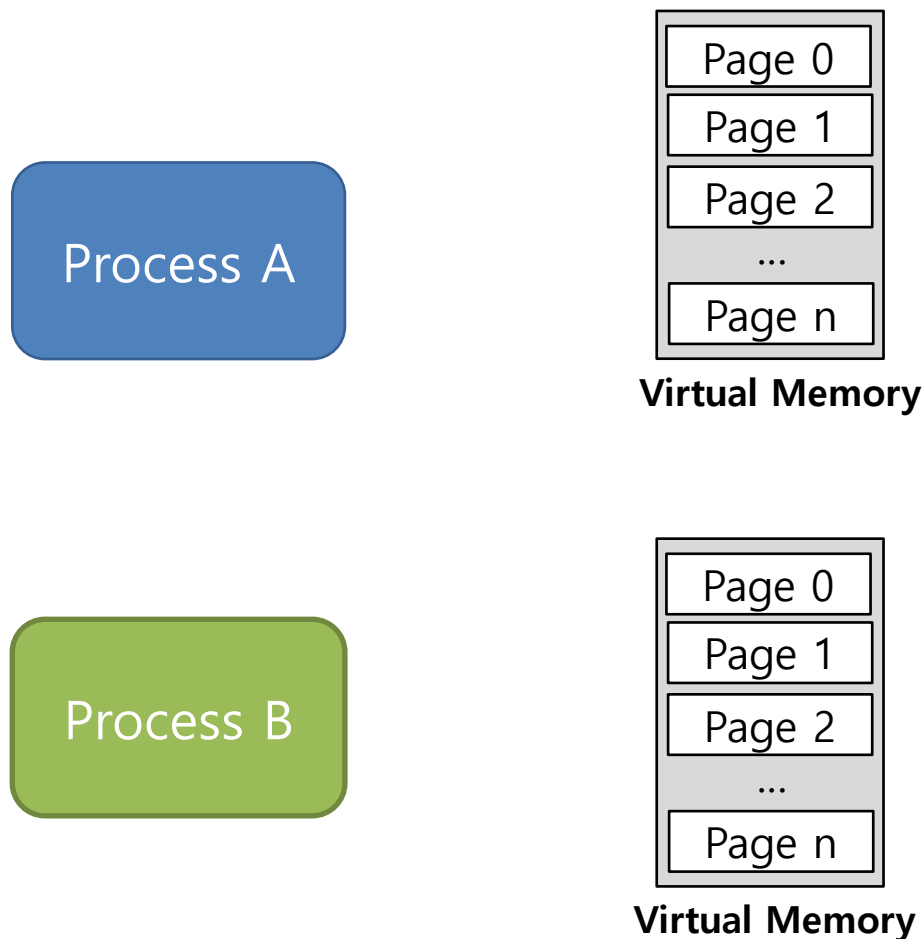 Page 0
Page 1
Process A
Page 2
...
Page n
Virtual Memory
Page 0
Page 1
Process B
Page 2
...
Page n
Virtual Memory